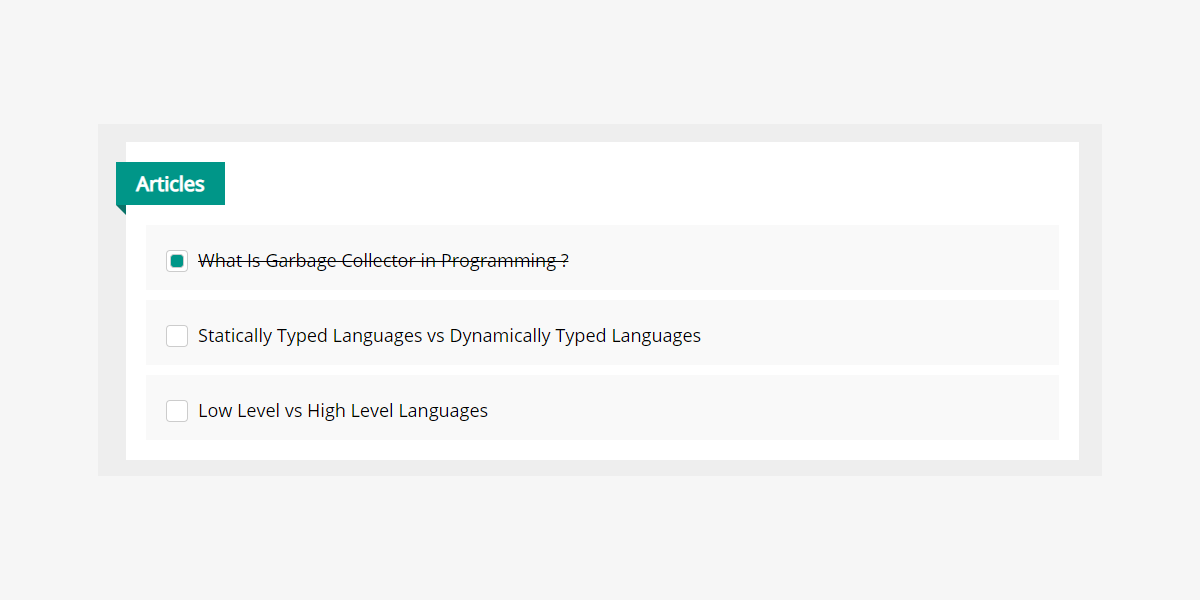 Articles
What Is Garbage Collector in Programming ?
Statically Typed Languages vs Dynamically Typed Languages
Low Level vs High Level Languages